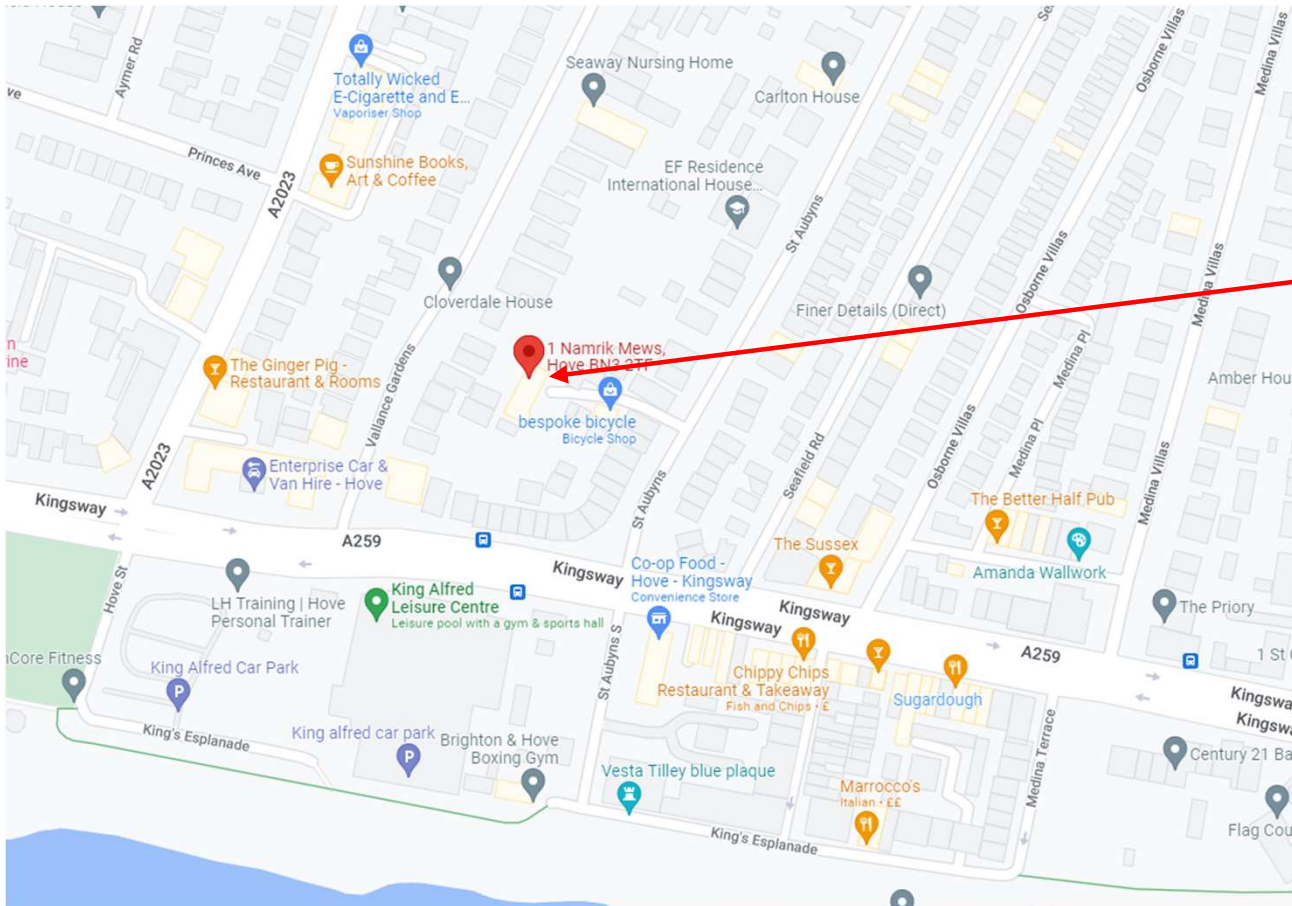 Aymer Rd
Totally Wicked
E-Cigarette and E...
Vaporiser Shop
Seaway Nursing Home
Carlton House
Osborne Villas
Medina Villas
Princes Ave
A2023
Sunshine Books,
Art & Coffee
EF Residence
International House...
St Aubyns
Osborne Villas
Medina Villas
Cloverdale House
Finer Details (Direct)
Medina Pl
The Ginger Pig -
Restaurant & Rooms
Vallance Gardens
1 Namrik Mews,
Hove BN3 2TF
bespoke bicycle
Bicycle Shop
Amber Hou
A2023
Enterprise Car &
Van Hire - Hove
St Aubyns
Seafield Rd
Osborne Villas
Medina Pl
Medina Villas
Kingsway
A259
The Better Half Pub
Amanda Wallwork
Hove St
LH Training | Hove
Personal Trainer
King Alfred
Leisure Centre
Leisure pool with a gym & sports hall
Kingsway
Co-op Food -
Hove - Kingsway
Convenience Store
The Sussex
Kingsway
Kingsway
The Priory
A259
1 St
nCore Fitness
King Alfred Car Park
St Aubyns S
Chippy Chips
Restaurant & Takeaway
Fish and Chips · £
Sugardough
Kingswa
Kingswa
King's Esplanade
King alfred car park
Brighton & Hove
Boxing Gym
Vesta Tilley blue plaque
Marrocco's
Italian · ££
Medina Terrace
Century 21 Ba
Flag Cou
King's Esplanade